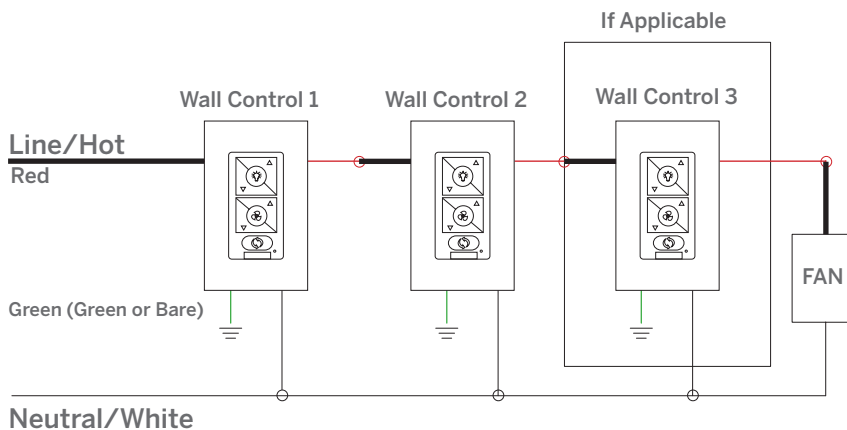 If Applicable
Wall Control 1
Wall Control 2
Wall Control 3
Line/Hot
Red
FAN
Green (Green or Bare)
Neutral/White